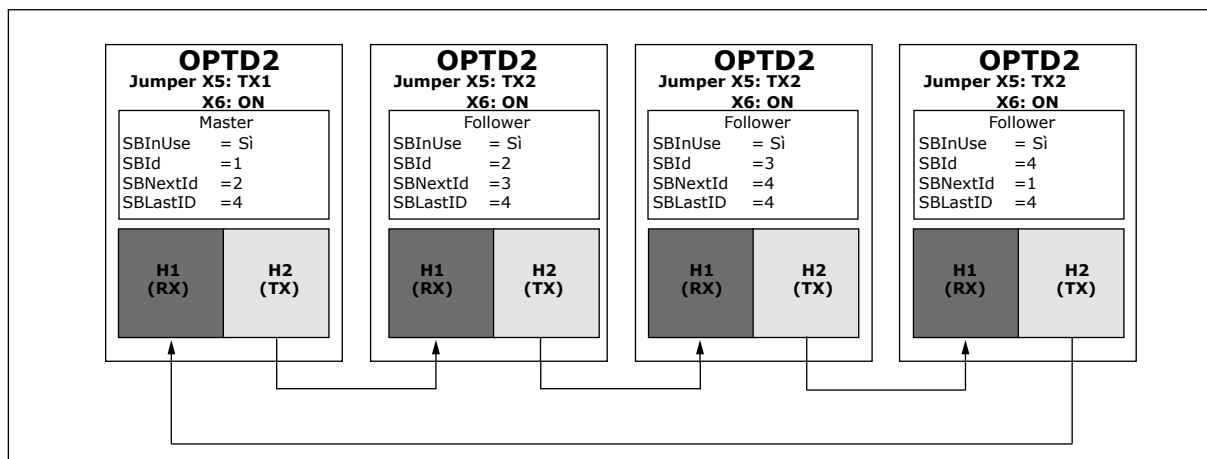 OPTD2
Jumper X5: TX1
X6: ON
Master
SBInUse = Sì
SBId =1
SBNextId =2
SBLastID =4
H1
(RX)
H2
(TX)
OPTD2
Jumper X5: TX2
X6: ON
Follower
SBInUse = Sì
SBId =2
SBNextId =3
SBLastID =4
H1
(RX)
H2
(TX)
OPTD2
Jumper X5: TX2
X6: ON
Follower
SBInUse = Sì
SBId =3
SBNextId =4
SBLastID =4
H1
(RX)
H2
(TX)
OPTD2
Jumper X5: TX2
X6: ON
Follower
SBInUse = Sì
SBId =4
SBNextId =1
SBLastID =4
H1
(RX)
H2
(TX)